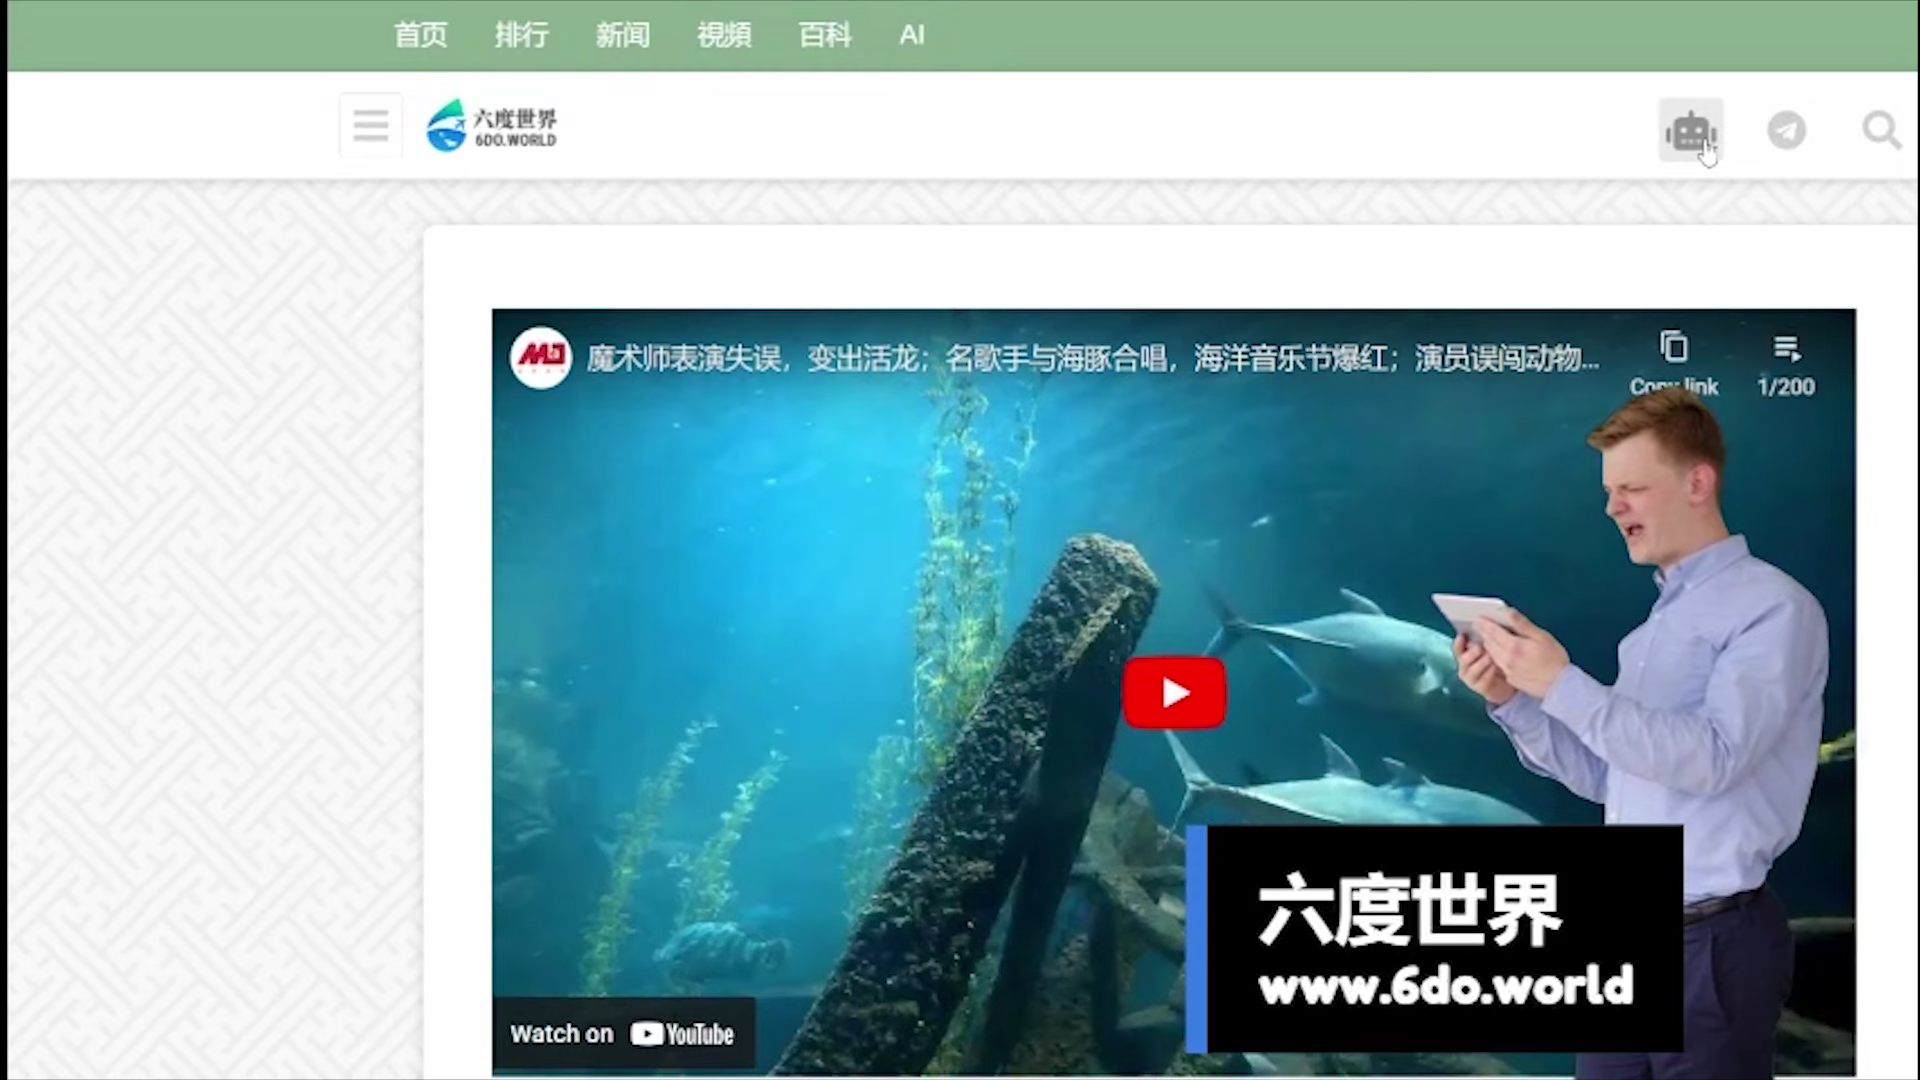 首页 排行 新闻 視頻 百科 AI
六度世界
6DO.WORLD
魔术师表演失误，变出活龙；名歌手与海豚合唱，海洋音乐节爆红；演员误闯动物...
Copy link
1/200
六度世界
www.6do.world
Watch on YouTube